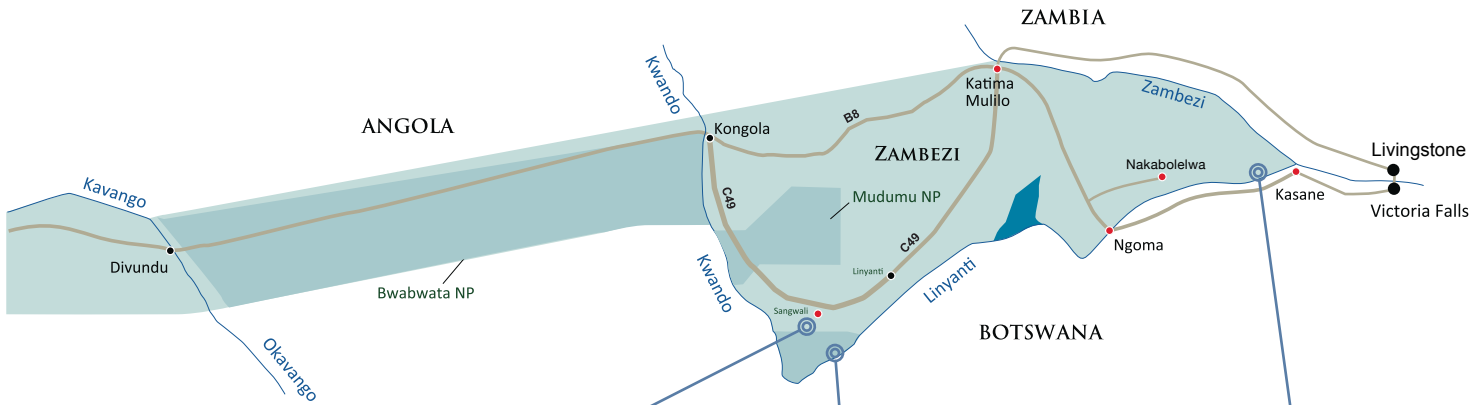 ZAMBIA
Kwando
Katima
Mulilo
Zambezi
B8
ANGOLA
Kongola
ZAMBEZI
Livingstone
Nakabolelwa
Kavango
C49
Mudumu NP
Kasane
Victoria Falls
C49
Ngoma
Divundu
Linyanti
Kwando
Linyanti
Bwabwata NP
Sangwali
BOTSWANA
Okavango